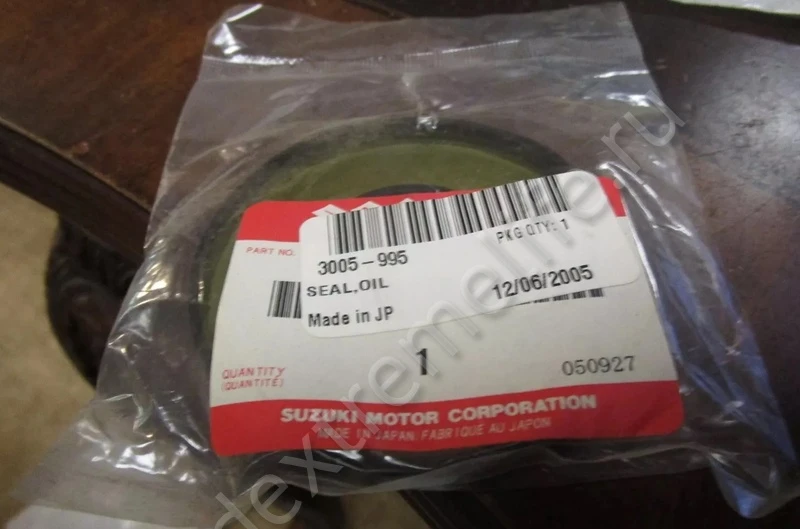 PART NO.
PKG QTY: 1
3005-995
SEAL,OIL
12/06/2005
Made in JP
QUANTITY
(QUANTITÉ)
1
050927
SUZUKI MOTOR CORPORATION
MADE IN JAPAN/FABRIQUE AU JAPON